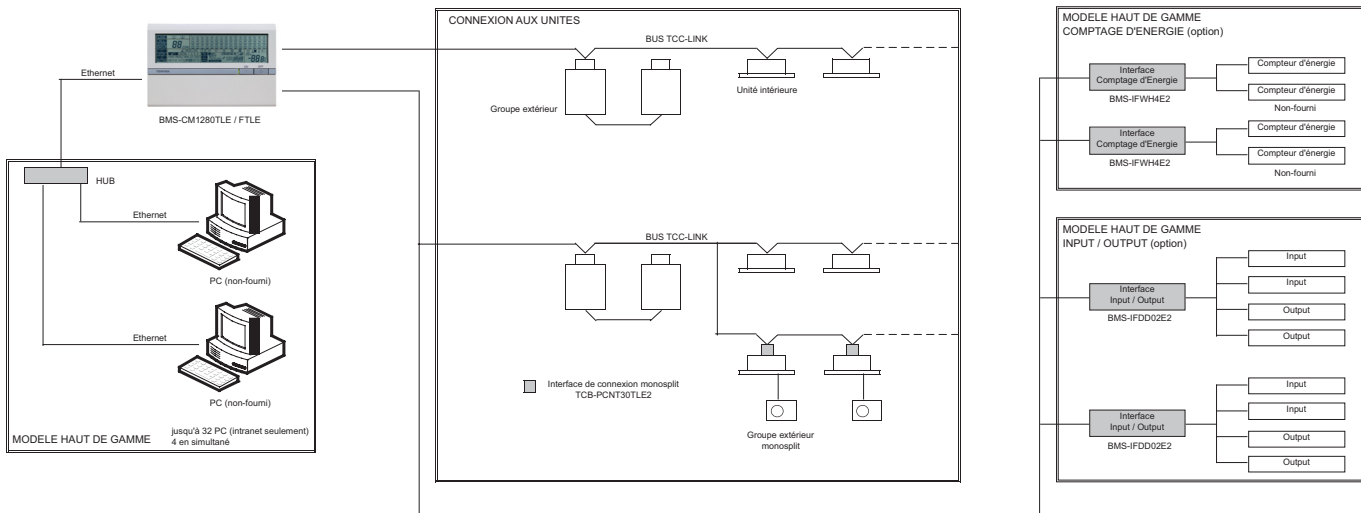 Ethernet
BMS-CM1280TLE / FTLE
HUB
Ethernet
PC (non-fourni)
Ethernet
PC (non-fourni)
MODELE HAUT DE GAMME
jusqu'à 32 PC (intranet seulement)
4 en simultané
CONNEXION AUX UNITES
BUS TCC-LINK
Groupe extérieur
Unité intérieure
BUS TCC-LINK
Interface de connexion monosplit
TCB-PCNT30TLE2
Groupe extérieur
monosplit
MODELE HAUT DE GAMME
COMPTAGE D'ENERGIE (option)
Interface
Comptage d'Energie
BMS-IFWH4E2
Compteur d'énergie
Compteur d'énergie
Non-fourni
Interface
Comptage d'Energie
BMS-IFWH4E2
Compteur d'énergie
Compteur d'énergie
Non-fourni
MODELE HAUT DE GAMME
INPUT / OUTPUT (option)
Interface
Input / Output
BMS-IFDD02E2
Input
Input
Output
Output
Interface
Input / Output
BMS-IFDD02E2
Input
Input
Output
Output